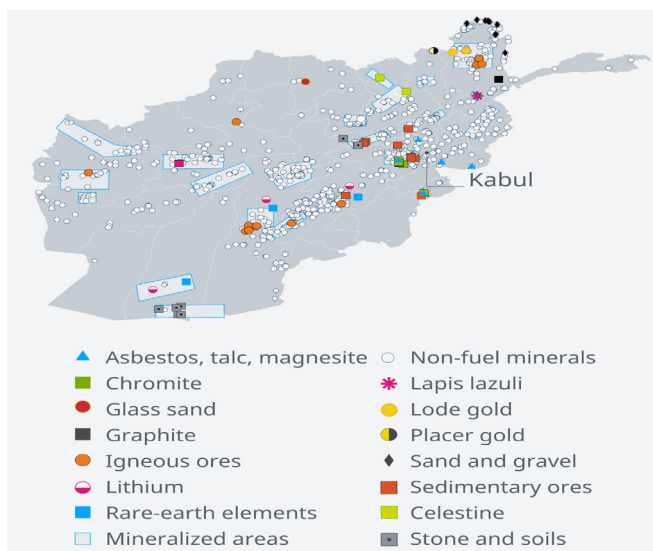 Kabul
Asbestos, talc, magnesite
Non-fuel minerals
Chromite
Lapis lazuli
Glass sand
Lode gold
Graphite
Placer gold
Igneous ores
Sand and gravel
Lithium
Sedimentary ores
Rare-earth elements
Celestine
Mineralized areas
Stone and soils